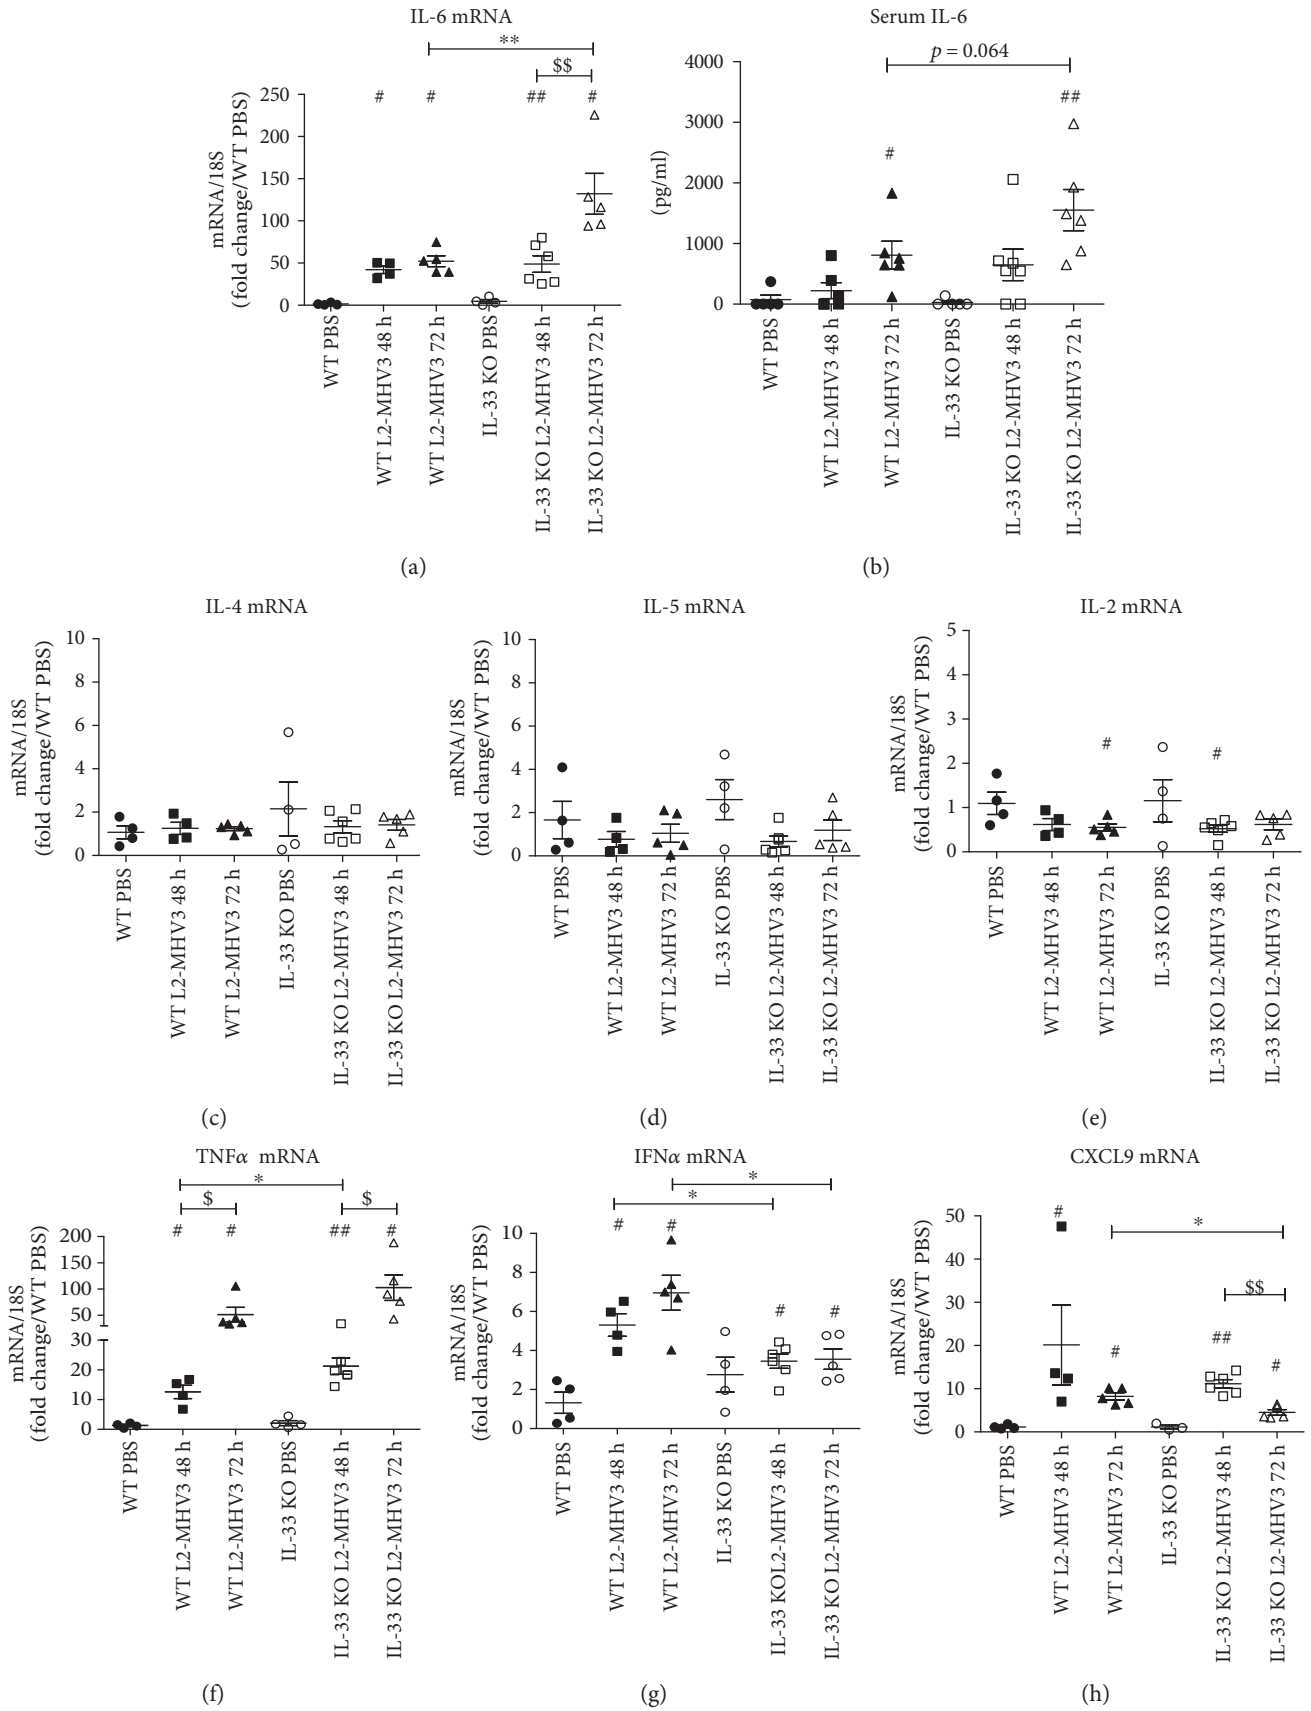 IL-6 mRNA
**
$$
# # ## #
mRNA/18S
(fold change/WT PBS)
250
200
150
100
50
0
WT PBS
WT L2-MHV3 48 h
WT L2-MHV3 72 h
IL-33 KO PBS
IL-33 KO L2-MHV3 48 h
IL-33 KO L2-MHV3 72 h
(a)
Serum IL-6
p = 0.064
##
#
(pg/ml)
4000
3000
2000
1000
0
WT PBS
WT L2-MHV3 48 h
WT L2-MHV3 72 h
IL-33 KO PBS
IL-33 KO L2-MHV3 48 h
IL-33 KO L2-MHV3 72 h
(b)
IL-4 mRNA
mRNA/18S
(fold change/WT PBS)
10
8
6
4
2
0
WT PBS
WT L2-MHV3 48 h
WT L2-MHV3 72 h
IL-33 KO PBS
IL-33 KO L2-MHV3 48 h
IL-33 KO L2-MHV3 72 h
(c)
IL-5 mRNA
mRNA/18S
(fold change/WT PBS)
10
8
6
4
2
0
WT PBS
WT L2-MHV3 48 h
WT L2-MHV3 72 h
IL-33 KO PBS
IL-33 KO L2-MHV3 48 h
IL-33 KO L2-MHV3 72 h
(d)
IL-2 mRNA
mRNA/18S
(fold change/WT PBS)
5
4
3
2
1
0
# #
WT PBS
WT L2-MHV3 48 h
WT L2-MHV3 72 h
IL-33 KO PBS
IL-33 KO L2-MHV3 48 h
IL-33 KO L2-MHV3 72 h
(e)
TNFα mRNA
*
$ $
# # ## #
mRNA/18S
(fold change/WT PBS)
200
150
100
50
30
20
10
0
WT PBS
WT L2-MHV3 48 h
WT L2-MHV3 72 h
IL-33 KO PBS
IL-33 KO L2-MHV3 48 h
IL-33 KO L2-MHV3 72 h
(f)
IFNα mRNA
*
*
# #
# #
mRNA/18S
(fold change/WT PBS)
10
8
6
4
2
0
WT PBS
WT L2-MHV3 48 h
WT L2-MHV3 72 h
IL-33 KO PBS
IL-33 KOL2-MHV3 48 h
IL-33 KO L2-MHV3 72 h
(g)
CXCL9 mRNA
#
*
$$
##
# #
mRNA/18S
(fold change/WT PBS)
50
40
30
20
10
0
WT PBS
WT L2-MHV3 48 h
WT L2-MHV3 72 h
IL-33 KO PBS
IL-33 KO L2-MHV3 48 h
IL-33 KO L2-MHV3 72 h
(h)